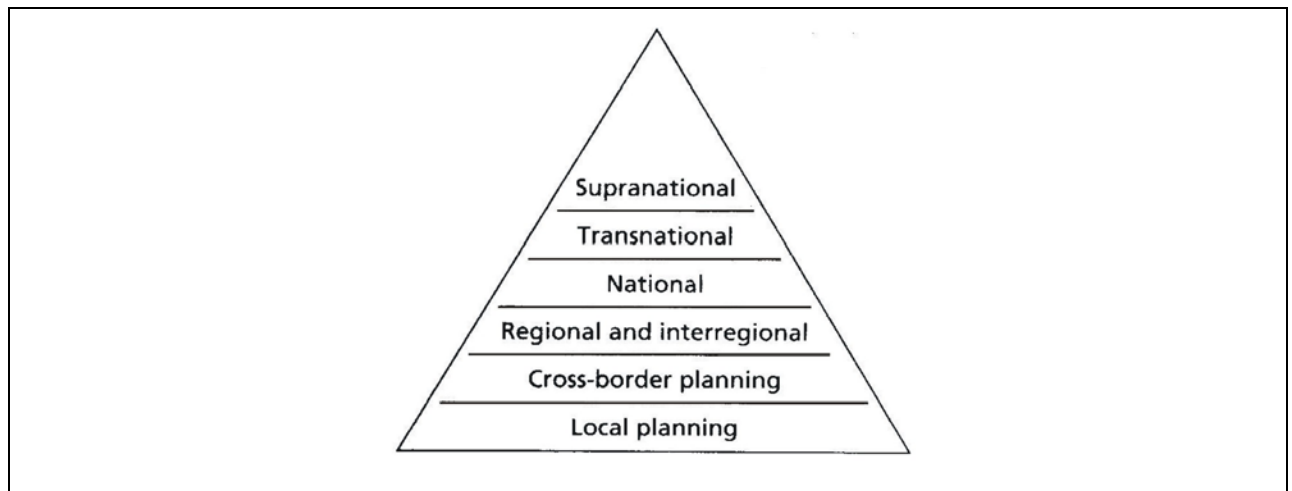 Supranational
Transnational
National
Regional and interregional
Cross-border planning
Local planning